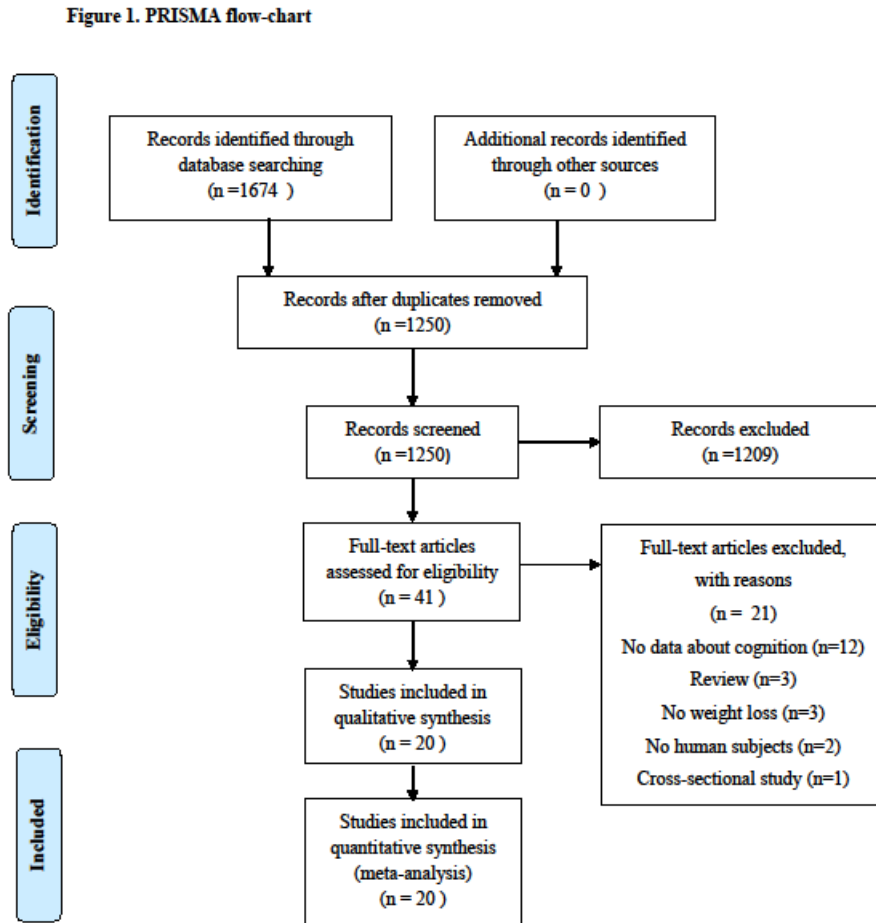 Figure 1. PRISMA flow-chart
Identification
Records identified through
database searching
(n =1674 )
Additional records identified
through other sources
(n = 0 )
Records after duplicates removed
(n =1250)
Screening
Records screened
(n =1250)
Records excluded
(n =1209)
Eligibility
Full-text articles
assessed for eligibility
(n = 41 )
Full-text articles excluded,
with reasons
(n = 21)
No data about cognition (n=12)
Review (n=3)
No weight loss (n=3)
No human subjects (n=2)
Cross-sectional study (n=1)
Studies included in
qualitative synthesis
(n = 20 )
Included
Studies included in
quantitative synthesis
(meta-analysis)
(n = 20 )